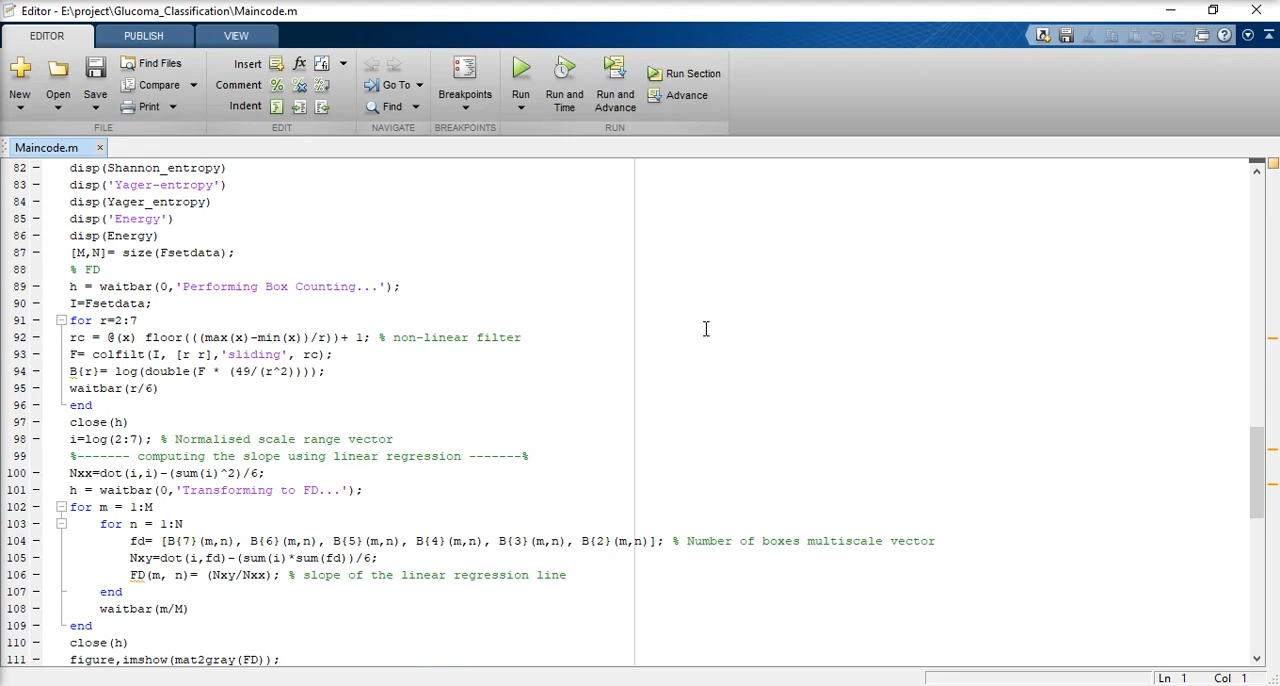 Editor - E:\project\Glucoma_Classification\Maincode.m
EDITOR PUBLISH VIEW
New Open Save Find Files Compare Print
Insert Comment Indent
Go To Find
Breakpoints
Run Run and Time Run and Advance Run Section Advance
FILE EDIT NAVIGATE BREAKPOINTS RUN
Maincode.m ×
82 - disp(Shannon_entropy)
83 - disp('Yager-entropy')
84 - disp(Yager_entropy)
85 - disp('Energy')
86 - disp(Energy)
87 - [M,N]= size(Fsetdata);
88 % FD
89 - h = waitbar(0,'Performing Box Counting...');
90 - I=Fsetdata;
91 - for r=2:7
92 - rc = @(x) floor(((max(x)-min(x))/r))+ 1; % non-linear filter
93 - F= colfilt(I, [r r],'sliding', rc);
94 - B{r}= log(double(F * (49/(r^2))));
95 - waitbar(r/6)
96 - end
97 - close(h)
98 - i=log(2:7); % Normalised scale range vector
99 %------- computing the slope using linear regression -------%
100 - Nxx=dot(i,i)-(sum(i)^2)/6;
101 - h = waitbar(0,'Transforming to FD...');
102 - for m = 1:M
103 - for n = 1:N
104 - fd= [B{7}(m,n), B{6}(m,n), B{5}(m,n), B{4}(m,n), B{3}(m,n), B{2}(m,n)]; % Number of boxes multiscale vector
105 - Nxy=dot(i,fd)-(sum(i)*sum(fd))/6;
106 - FD(m, n)= (Nxy/Nxx); % slope of the linear regression line
107 - end
108 - waitbar(m/M)
109 - end
110 - close(h)
111 - figure,imshow(mat2gray(FD));
Ln 1 Col 1